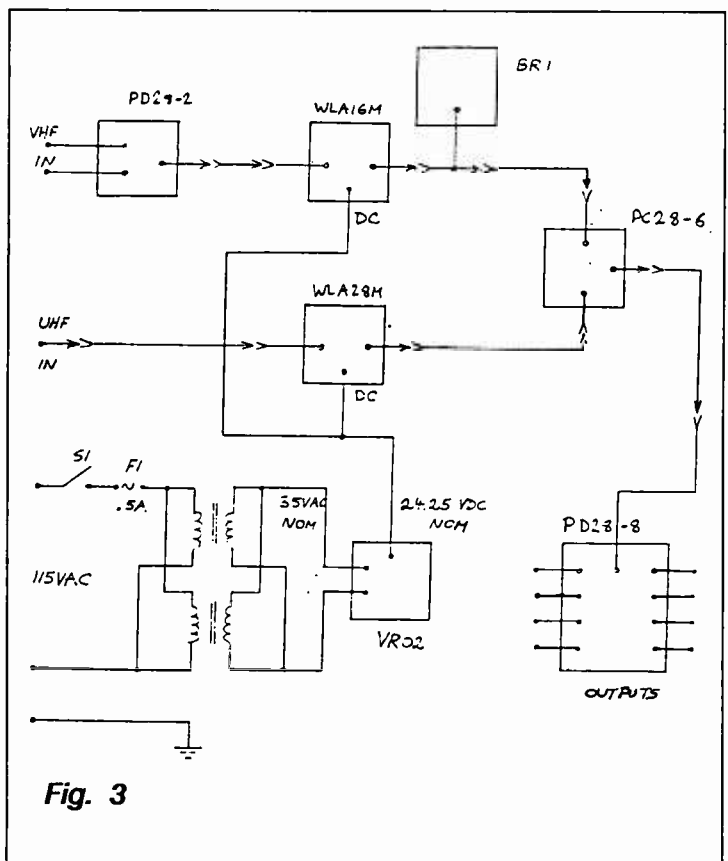 PD29-2
VHF
IN
WLA16M
DC
BR1
PC28-6
WLA28M
DC
UHF
IN
S1
F1
.5A
35VAC
NOM
24.25 VDC
NOM
115VAC
VR02
PD28-8
OUTPUTS
Fig. 3